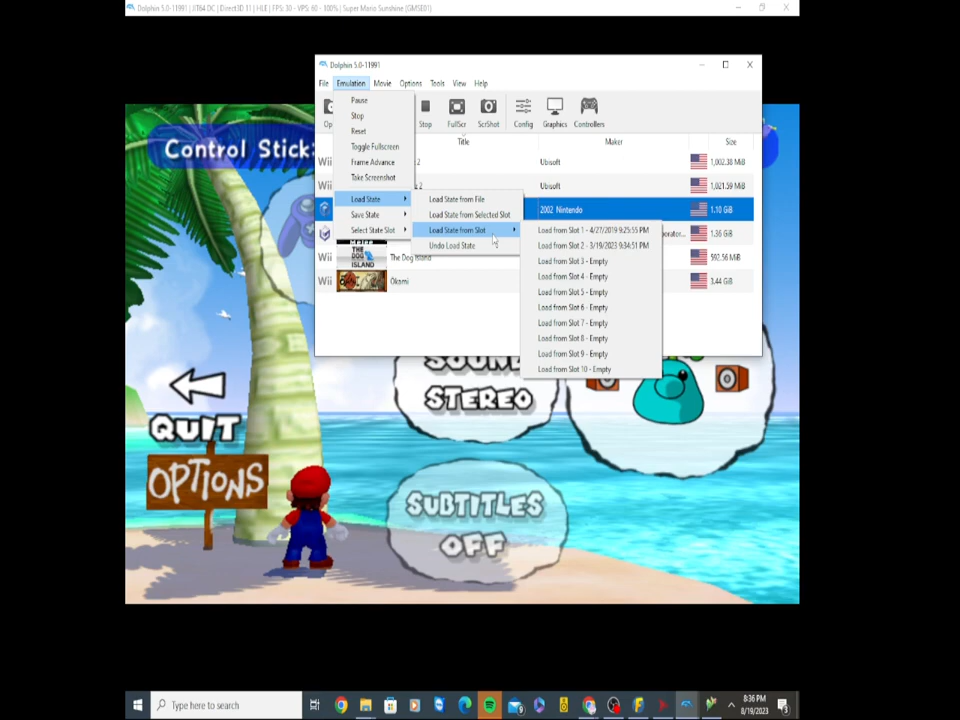 Dolphin 5.0-11991 | JIT64 DC | Direct3D 11 | HLE | FPS: 30 - VPS: 60 - 100% | Super Mario Sunshine (GMSE01)
Dolphin 5.0-11991
File Emulation Movie Options Tools View Help
Stop FullScr ScrShot Config Graphics Controllers
Pause
Stop
Reset
Toggle Fullscreen
Frame Advance
Take Screenshot
Load State
Save State
Select State Slot
Load State from File
Load State from Selected Slot
Load State from Slot
Undo Load State
Load from Slot 1 - 4/27/2019 9:25:55 PM
Load from Slot 2 - 3/19/2023 9:34:51 PM
Load from Slot 3 - Empty
Load from Slot 4 - Empty
Load from Slot 5 - Empty
Load from Slot 6 - Empty
Load from Slot 7 - Empty
Load from Slot 8 - Empty
Load from Slot 9 - Empty
Load from Slot 10 - Empty
Title Maker Size
Wii 2 Ubisoft 1,002.38 MiB
Wii 2 Ubisoft 1,021.59 MiB
2002 Nintendo 1.10 GiB
1.36 GiB
Wii THE DOG ISLAND The Dog Island 592.56 MiB
Wii Okami 3.44 GiB
Control Stick:
SOUND
STEREO
QUIT
OPTIONS
SUBTITLES
OFF
Type here to search
8:36 PM
8/19/2023